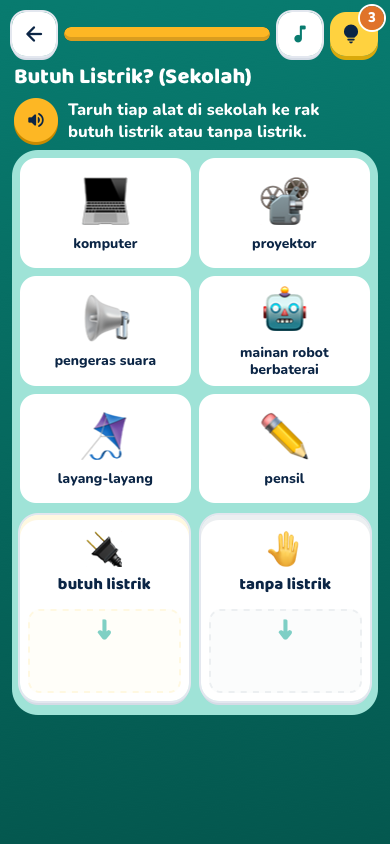 3
Butuh Listrik? (Sekolah)
Taruh tiap alat di sekolah ke rak
butuh listrik atau tanpa listrik.
komputer
proyektor
pengeras suara
mainan robot
berbaterai
layang-layang
pensil
butuh listrik
tanpa listrik